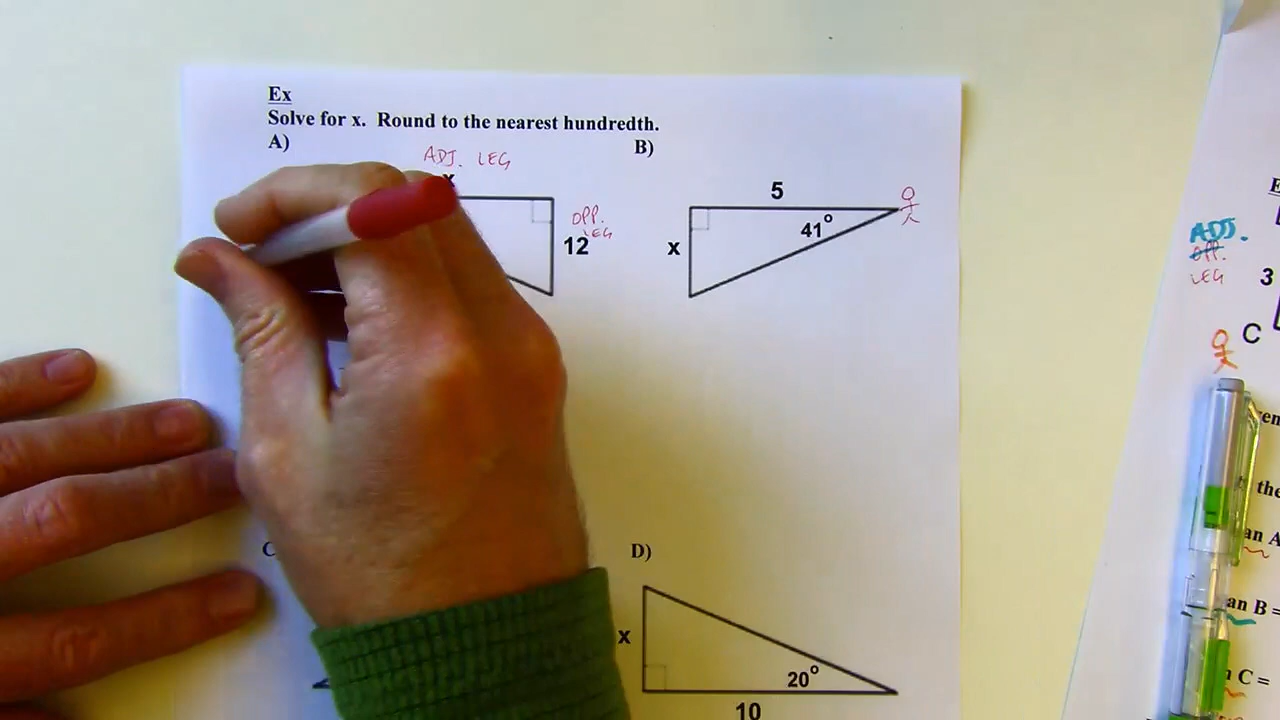 Ex
Solve for x. Round to the nearest hundredth.
A)
ADJ. LEG
x
OPP.
LEG
12
B)
5
41°
x
D)
x
20°
10
ADJ.
OPP.
LEG
3
C
the
an A
an B =
C =